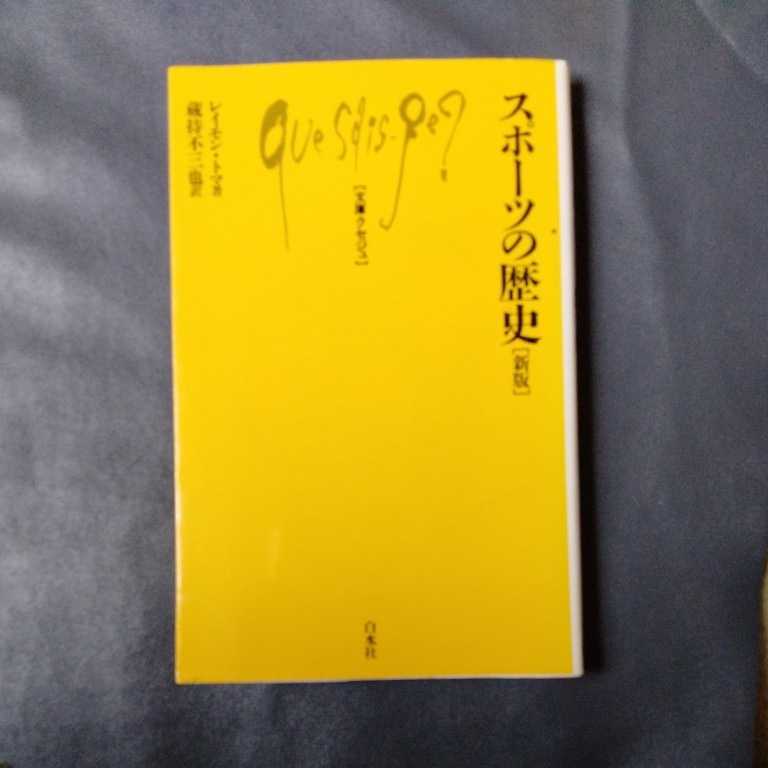 スポーツの歴史
[新版]
Que sais-je?
[文庫クセジュ]
レイモン・トマ著
蔵持不三也訳
白水社